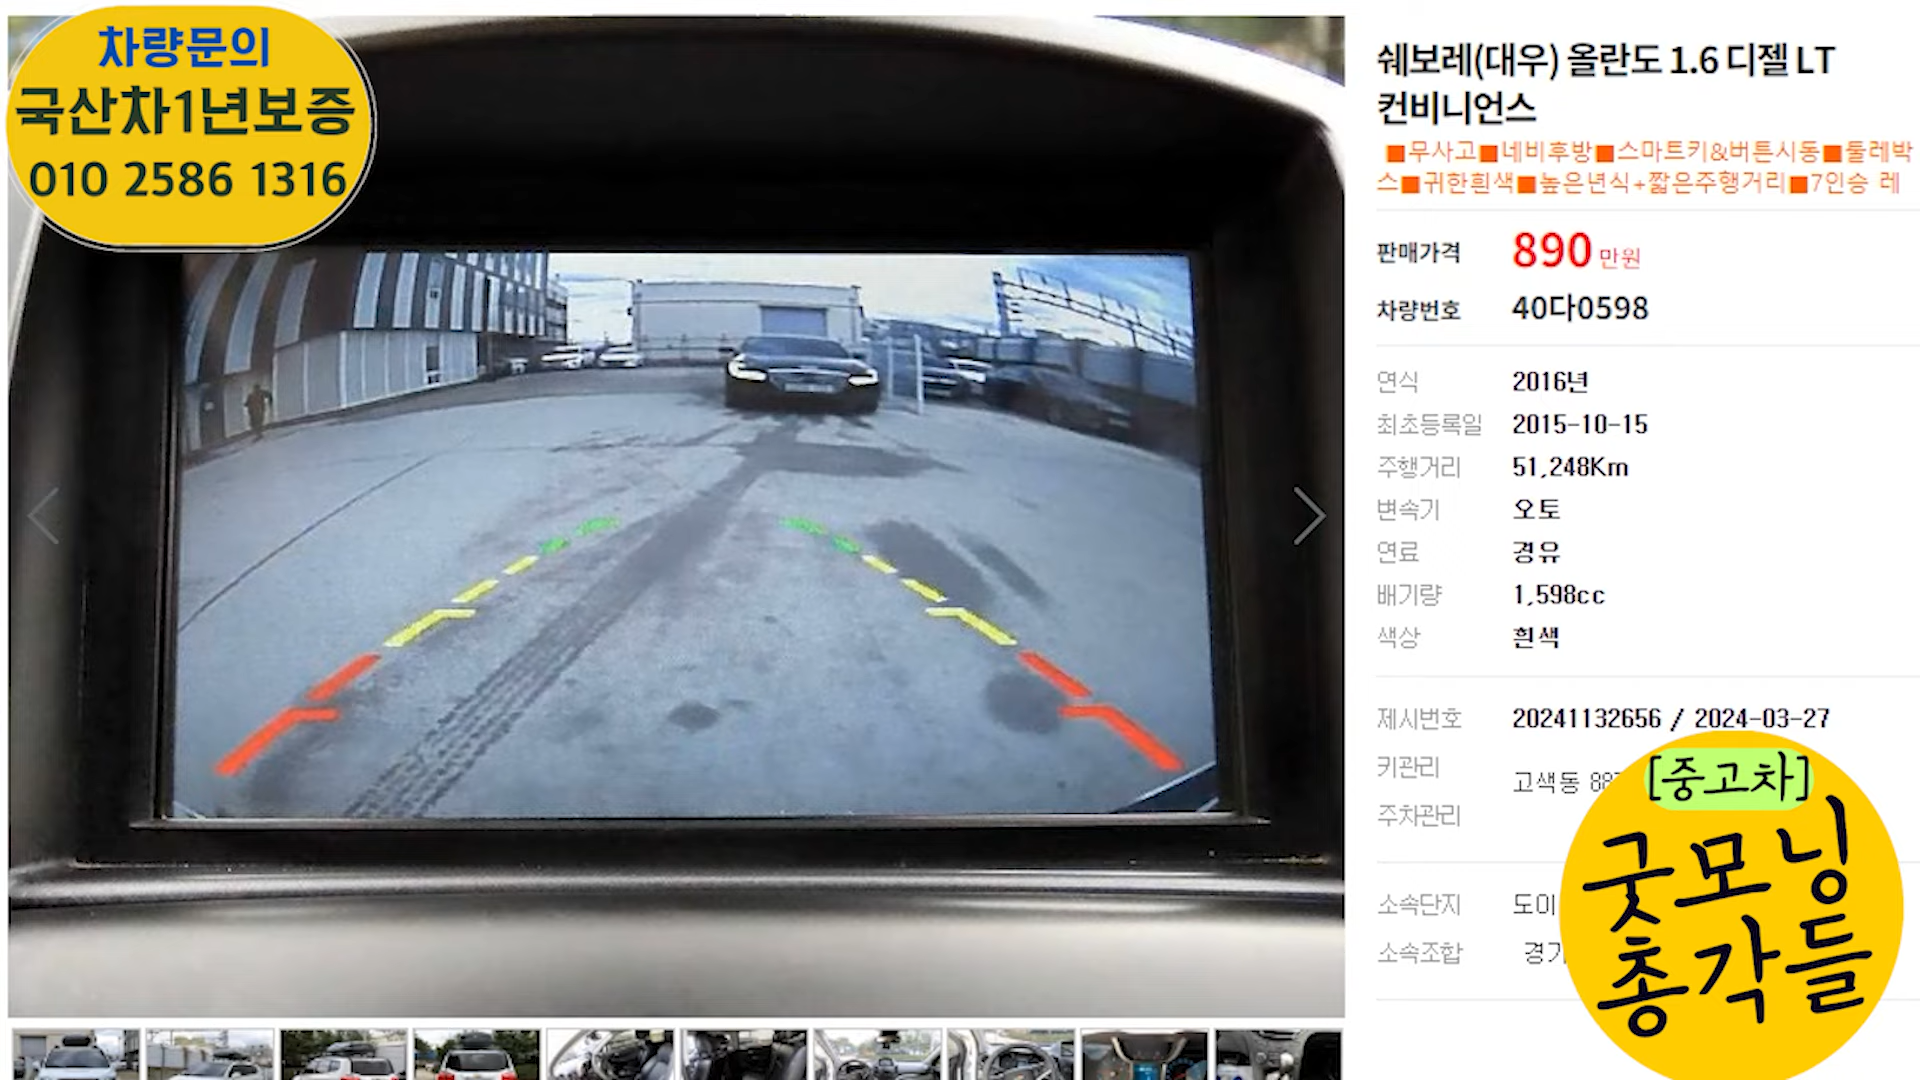 차량문의
국산차1년보증
010 2586 1316
쉐보레(대우) 올란도 1.6 디젤 LT
컨비니언스
■무사고■네비후방■스마트키&버튼시동■둘레박
스■귀한흰색■높은년식+짧은주행거리■7인승 레
판매가격 890 만원
차량번호 40다0598
연식 2016년
최초등록일 2015-10-15
주행거리 51,248Km
변속기 오토
연료 경유
배기량 1,598cc
색상 흰색
제시번호 20241132656 / 2024-03-27
키관리
고색동
주차관리
소속단지 도이
소속조합 경기
[중고차]
굿모닝
총각들